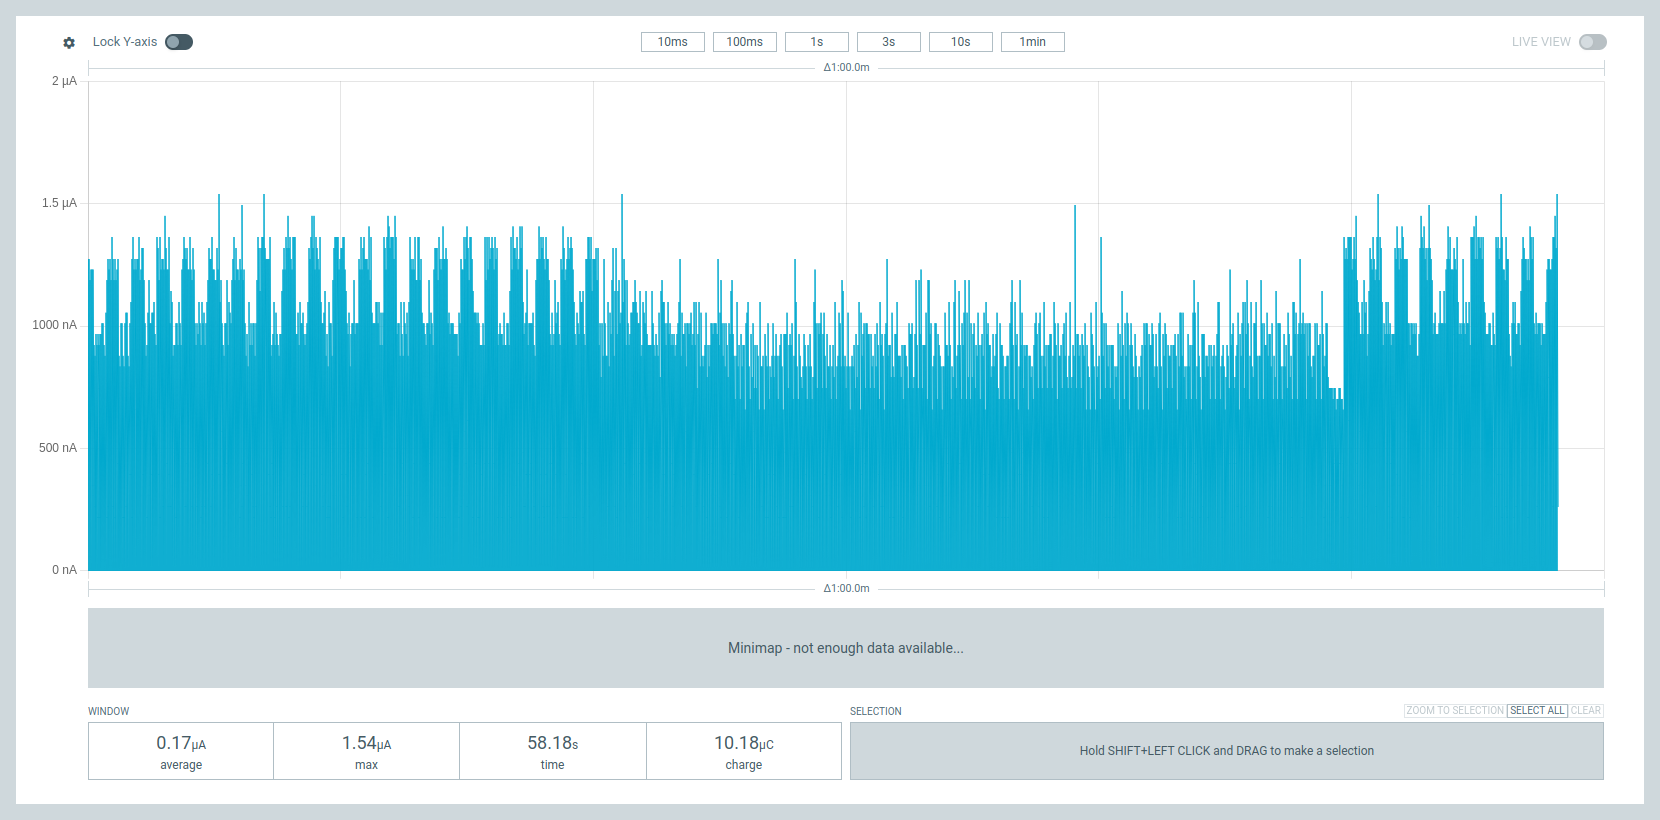 Lock Y-axis
10ms 100ms 1s 3s 10s 1min
LIVE VIEW
Δ1:00.0m
2 µA
1.5 µA
1000 nA
500 nA
0 nA
Δ1:00.0m
Minimap - not enough data available...
WINDOW
0.17µA
average
1.54µA
max
58.18s
time
10.18µC
charge
SELECTION
ZOOM TO SELECTION SELECT ALL CLEAR
Hold SHIFT+LEFT CLICK and DRAG to make a selection